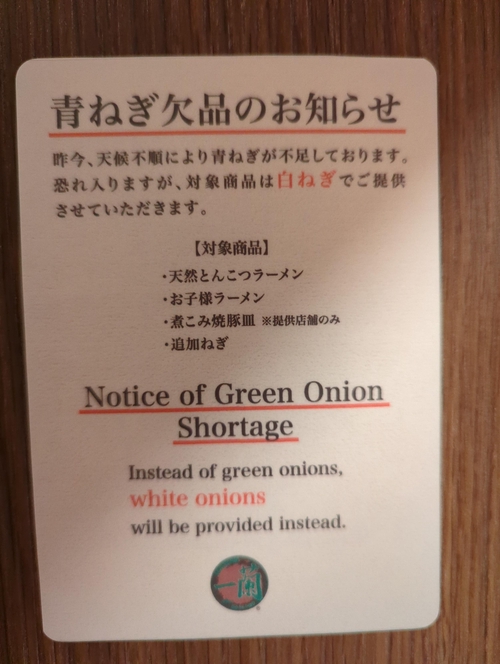 青ねぎ欠品のお知らせ
昨今、天候不順により青ねぎが不足しております。
恐れ入りますが、対象商品は白ねぎでご提供
させていただきます。
【対象商品】
・天然とんこつラーメン
・お子様ラーメン
・煮こみ焼豚皿 ※提供店舗のみ
・追加ねぎ
Notice of Green Onion
Shortage
Instead of green onions,
white onions
will be provided instead.
一蘭